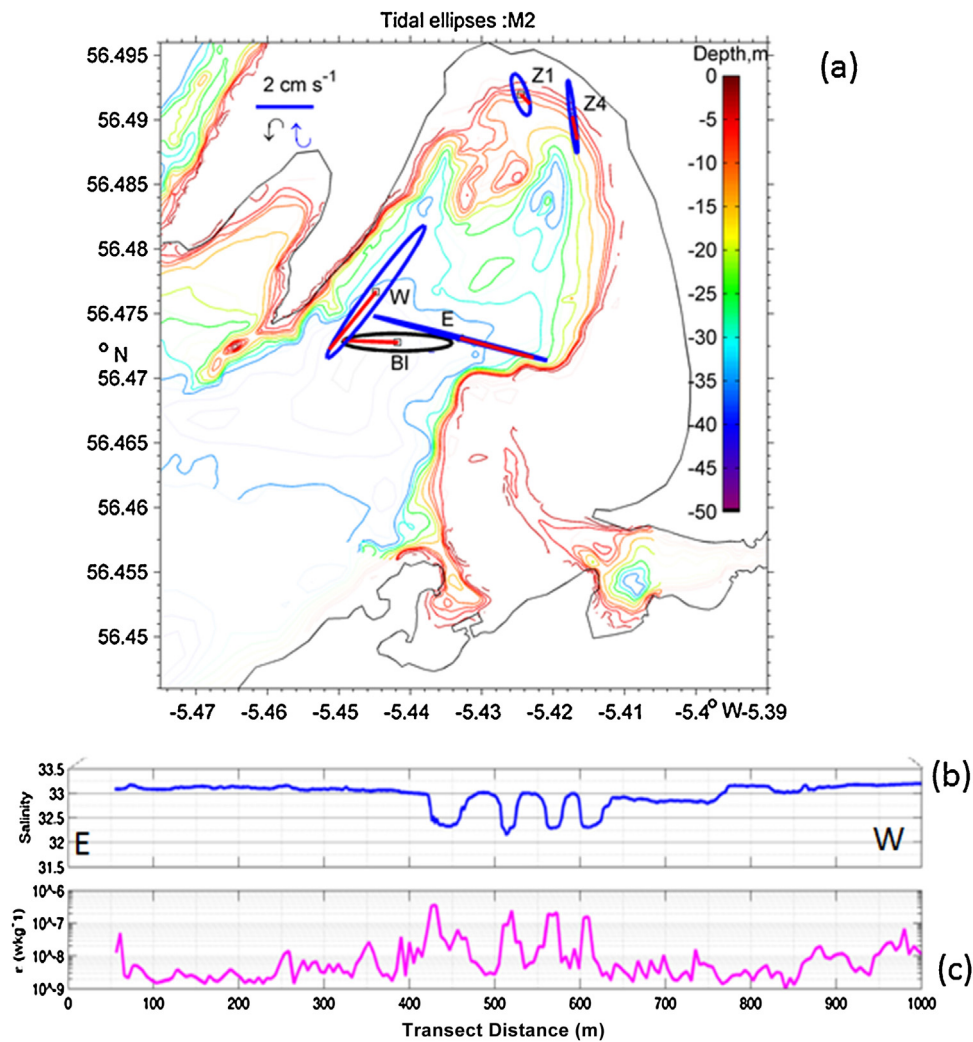 Tidal ellipses :M2
(a)
56.495
56.49
56.485
56.48
56.475
° N
56.47
56.465
56.46
56.455
56.45
2 cm s-1
Z1
Z4
W
E
BI
Depth,m
0
-5
-10
-15
-20
-25
-30
-35
-40
-45
-50
-5.47 -5.46 -5.45 -5.44 -5.43 -5.42 -5.41 -5.4° W-5.39
(b)
33.5
33
32.5
32
31.5
Salinity
E
W
(c)
10^-6
10^-7
10^-8
10^-9
r (wkg-1)
0 100 200 300 400 500 600 700 800 900 1000
Transect Distance (m)